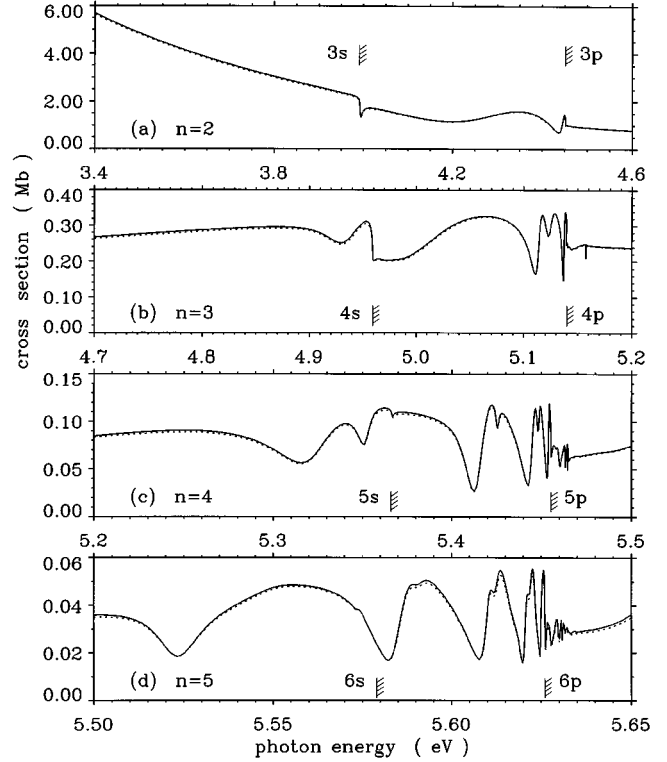 6.00
4.00
2.00
0.00
3s
3p
(a) n=2
3.4 3.8 4.2 4.6
0.40
0.30
0.20
0.10
0.00
4s
4p
(b) n=3
4.7 4.8 4.9 5.0 5.1 5.2
0.15
0.10
0.05
0.00
5s
5p
(c) n=4
5.2 5.3 5.4 5.5
0.06
0.04
0.02
0.00
6s
6p
(d) n=5
5.50 5.55 5.60 5.65
cross section ( Mb)
photon energy ( eV)